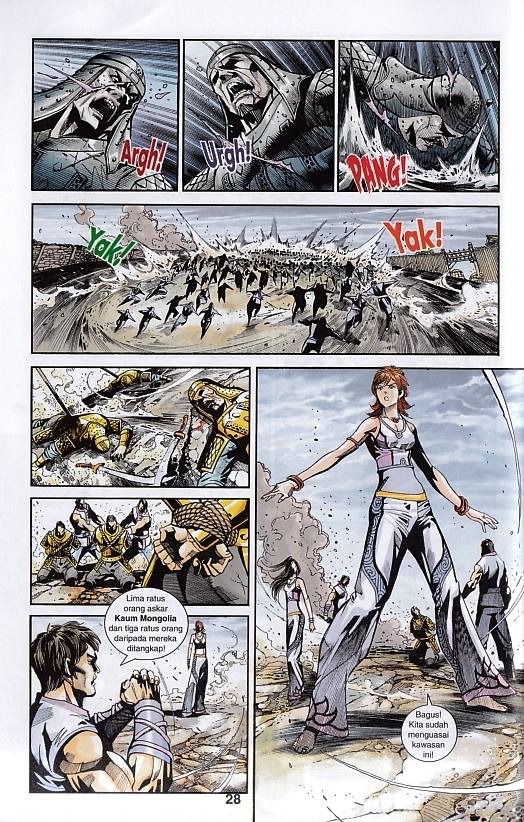 Argh!
Urgh!
PANG!
Yak!
Yak!
Lima ratus
orang askar
Kaum Mongolia
dan tiga ratus orang
daripada mereka
ditangkap!
Bagus!
Kita sudah
menguasai
kawasan
ini!
28